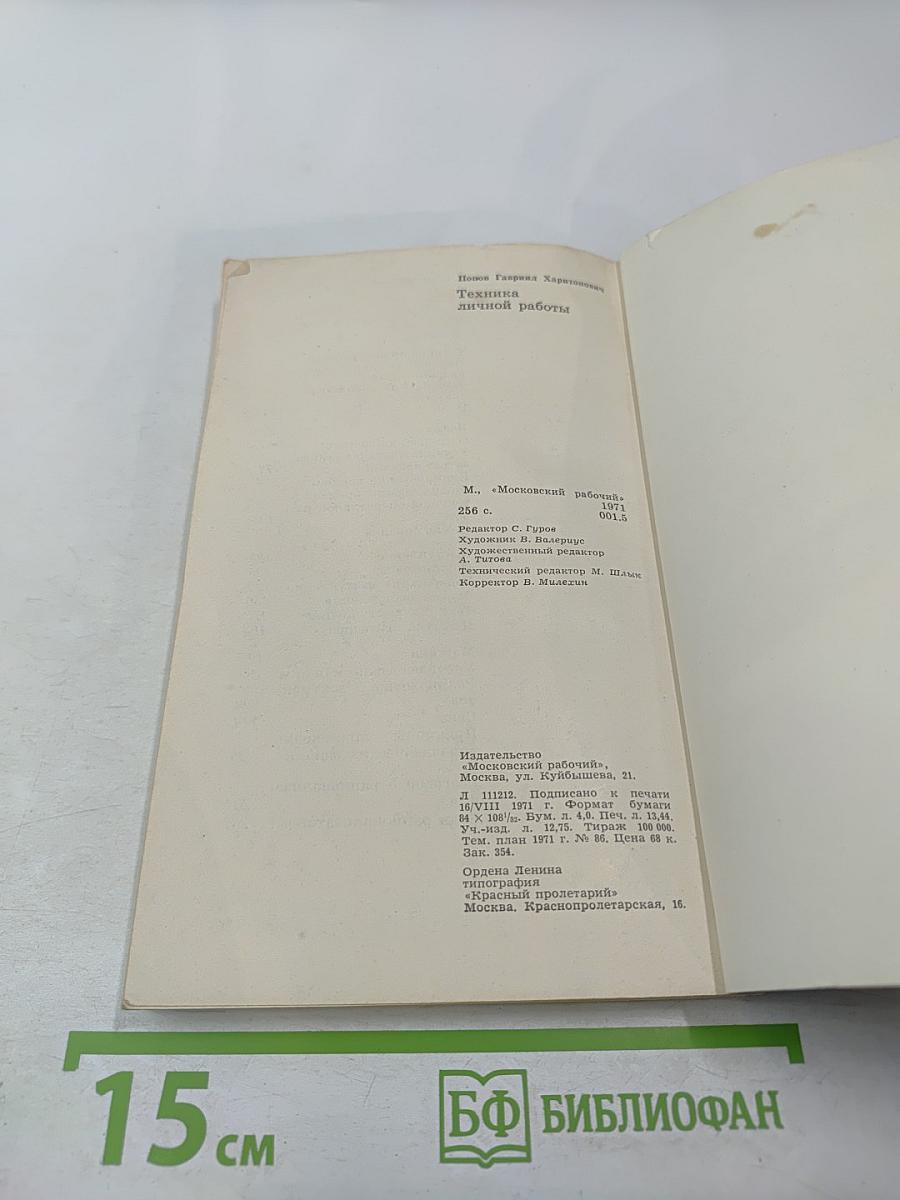 Попов Гавриил Харитонович
Техника
личной работы
М., «Московский рабочий»
1971
256 с.
001.5
Редактор С. Гуров
Художник В. Валериус
Художественный редактор
А. Титова
Технический редактор М. Шлык
Корректор В. Милехин
Издательство
«Московский рабочий»,
Москва, ул. Куйбышева, 21.
Л 111212. Подписано к печати
16/VIII 1971 г. Формат бумаги
84 × 108¹/₃₂. Бум. л. 4,0. Печ. л. 13,44.
Уч.-изд. л. 12,75. Тираж 100 000.
Тем. план 1971 г. № 86. Цена 68 к.
Зак. 354.
Ордена Ленина
типография
«Красный пролетарий»
Москва, Краснопролетарская, 16.
15 см
БФ БИБЛИОФАН